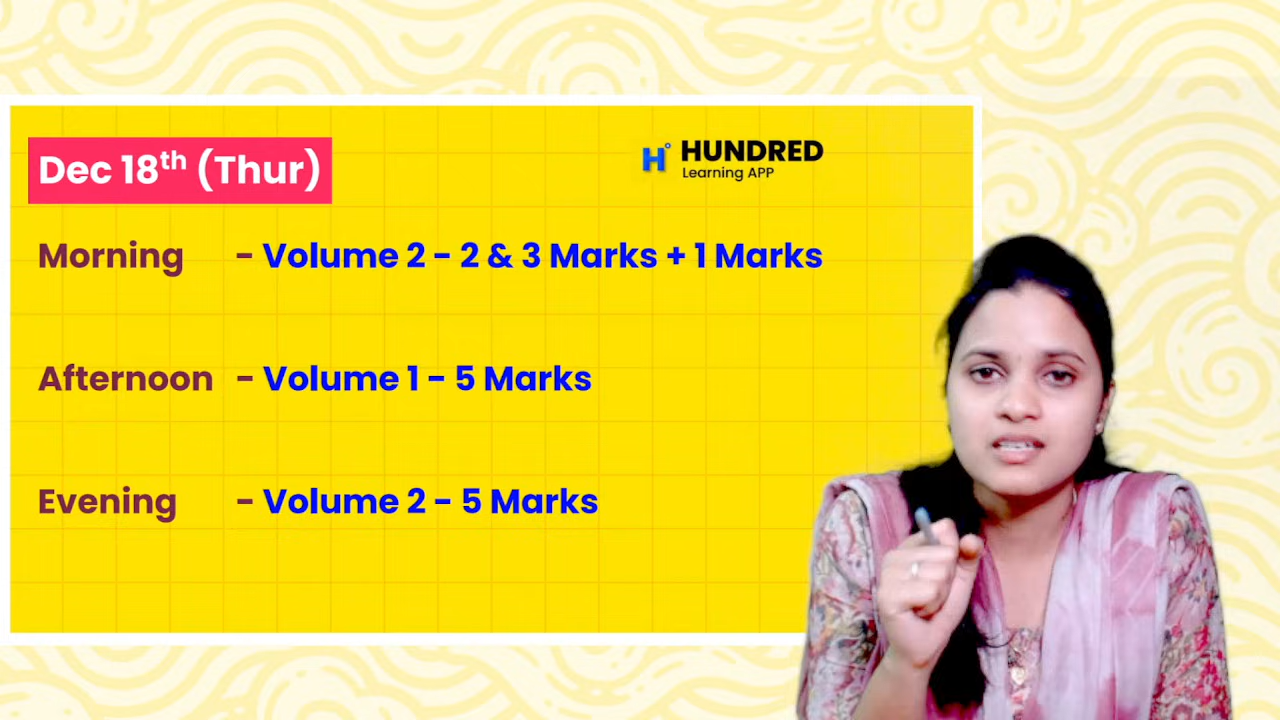 Dec 18th (Thur)
HUNDRED
Learning APP
Morning - Volume 2 - 2 & 3 Marks + 1 Marks
Afternoon - Volume 1 - 5 Marks
Evening - Volume 2 - 5 Marks